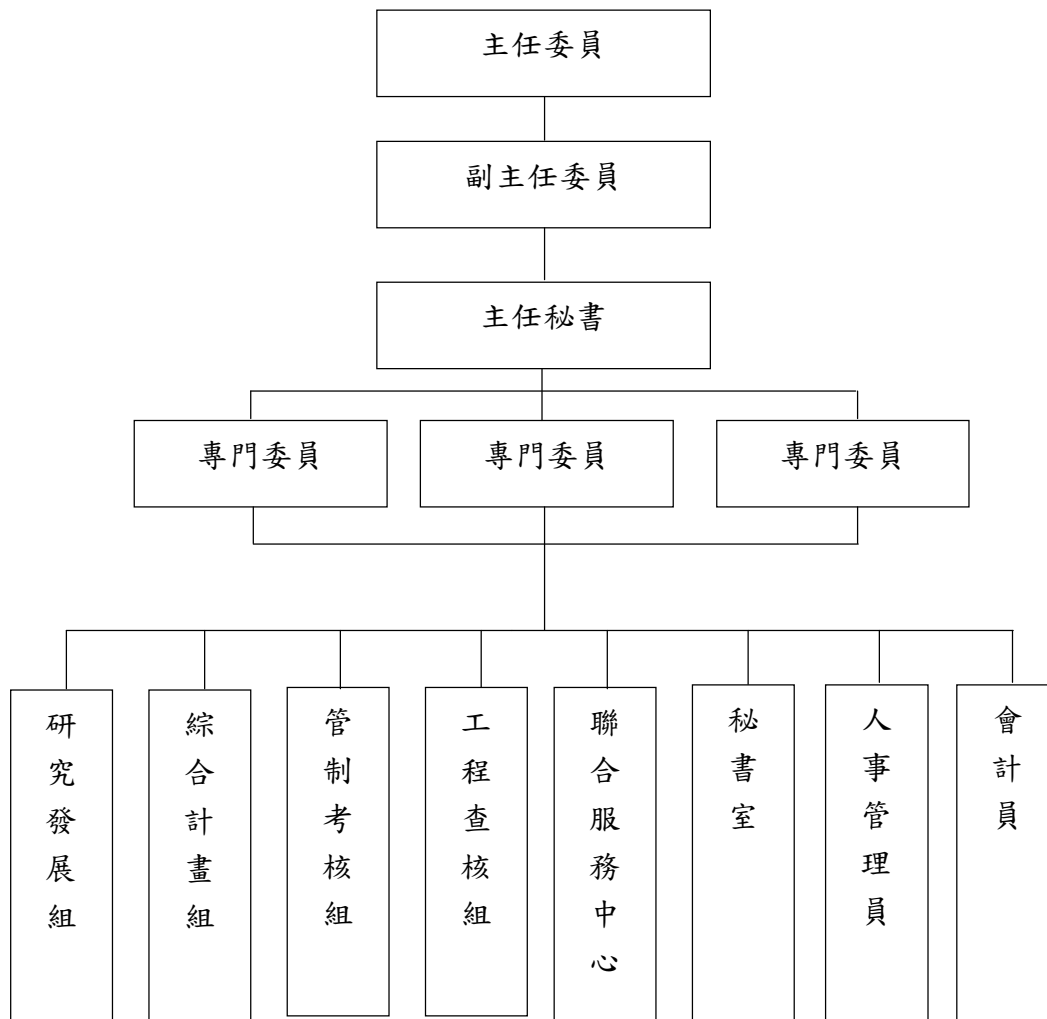 主任委員
副主任委員
主任秘書
專門委員
專門委員
專門委員
研究發展組
綜合計畫組
管制考核組
工程查核組
聯合服務中心
秘書室
人事管理員
會計員